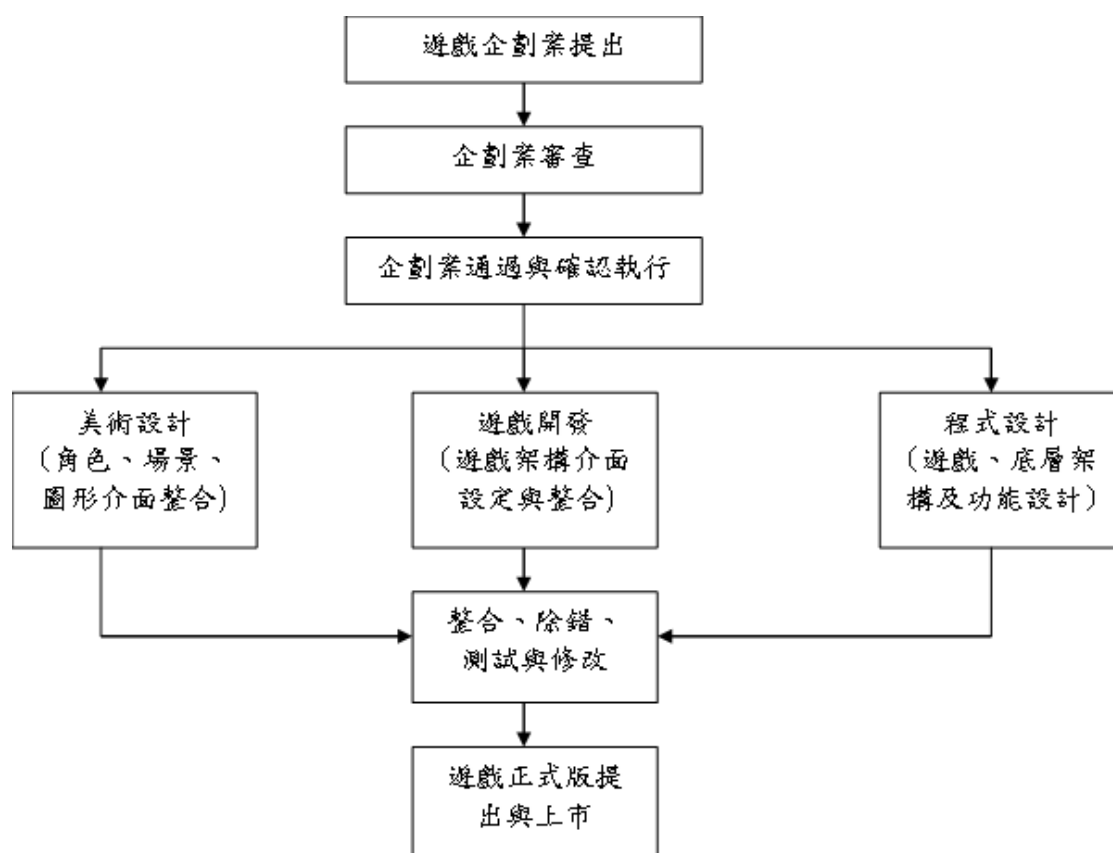 遊戲企劃案提出
企劃案審查
企劃案通過與確認執行
美術設計
(角色、場景、
圖形介面整合)
遊戲開發
(遊戲架構介面
設定與整合)
程式設計
(遊戲、底層架
構及功能設計)
整合、除錯、
測試與修改
遊戲正式版提
出與上市